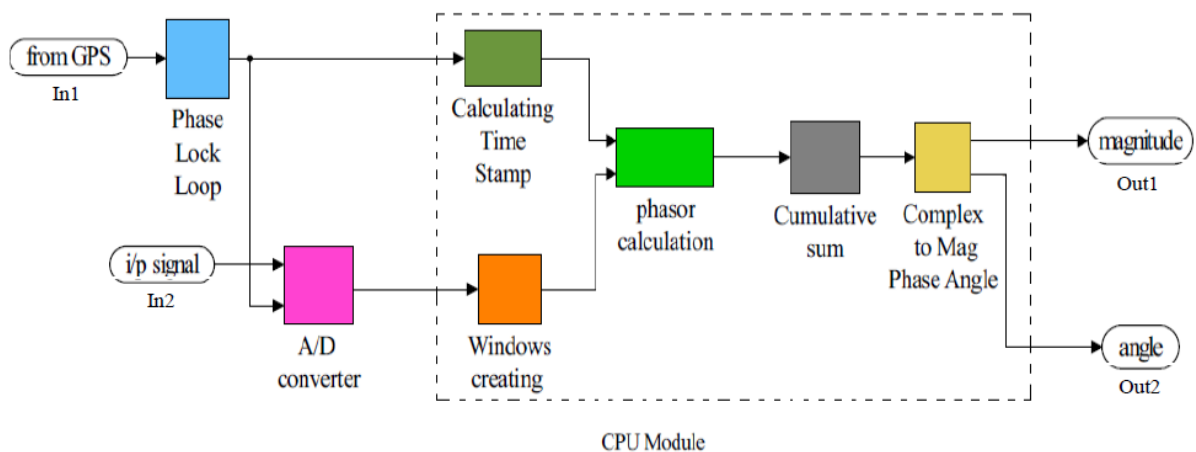 from GPS
In1
Phase
Lock
Loop
Calculating
Time
Stamp
i/p signal
In2
A/D
converter
Windows
creating
phasor
calculation
Cumulative
sum
Complex
to Mag
Phase Angle
magnitude
Out1
angle
Out2
CPU Module